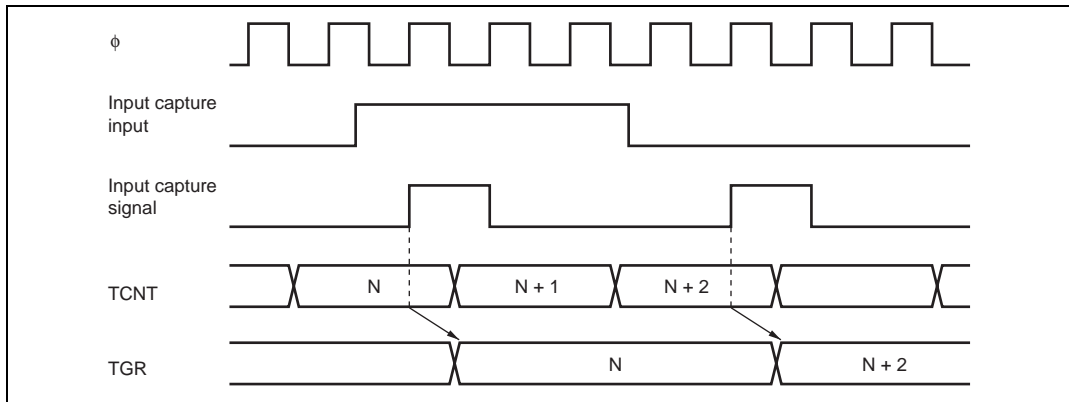 ϕ
Input capture
input
Input capture
signal
TCNT
N
N + 1
N + 2
TGR
N
N + 2